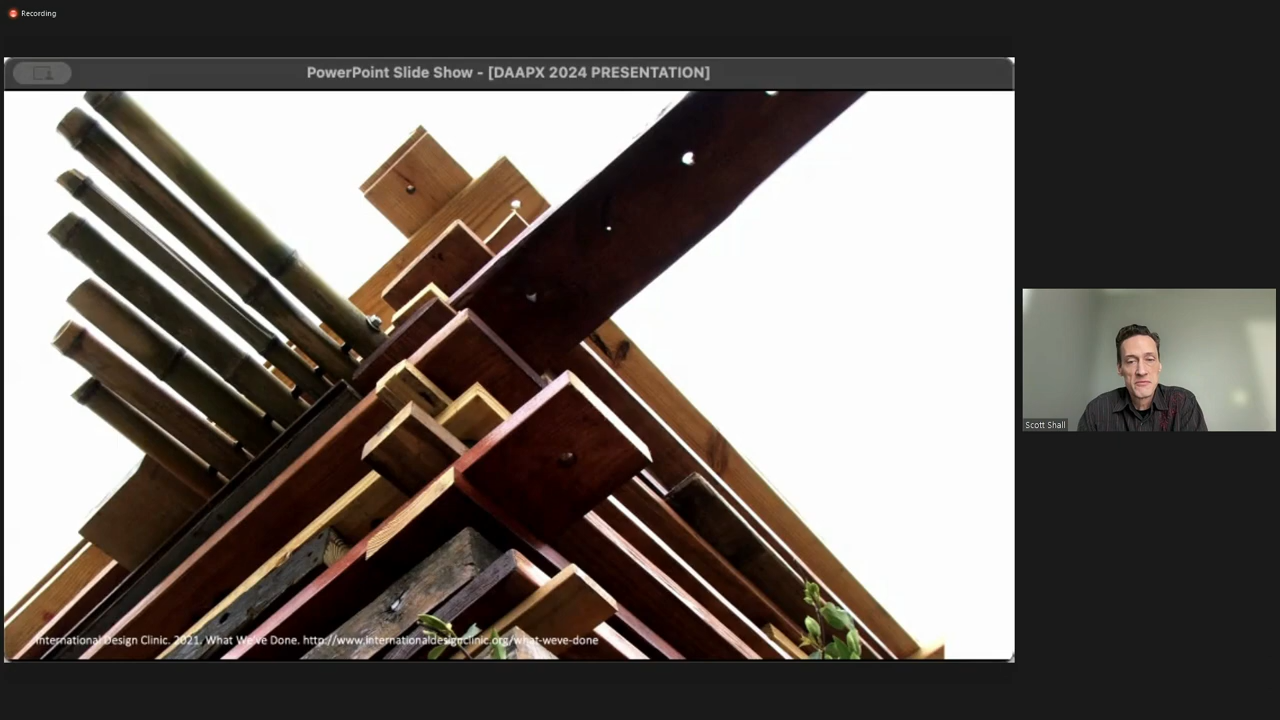 Recording
PowerPoint Slide Show - [DAAPX 2024 PRESENTATION]
Scott Shall
International Design Clinic. 2021. What We've Done. http://www.internationaldesignclinic.org/what-weve-done